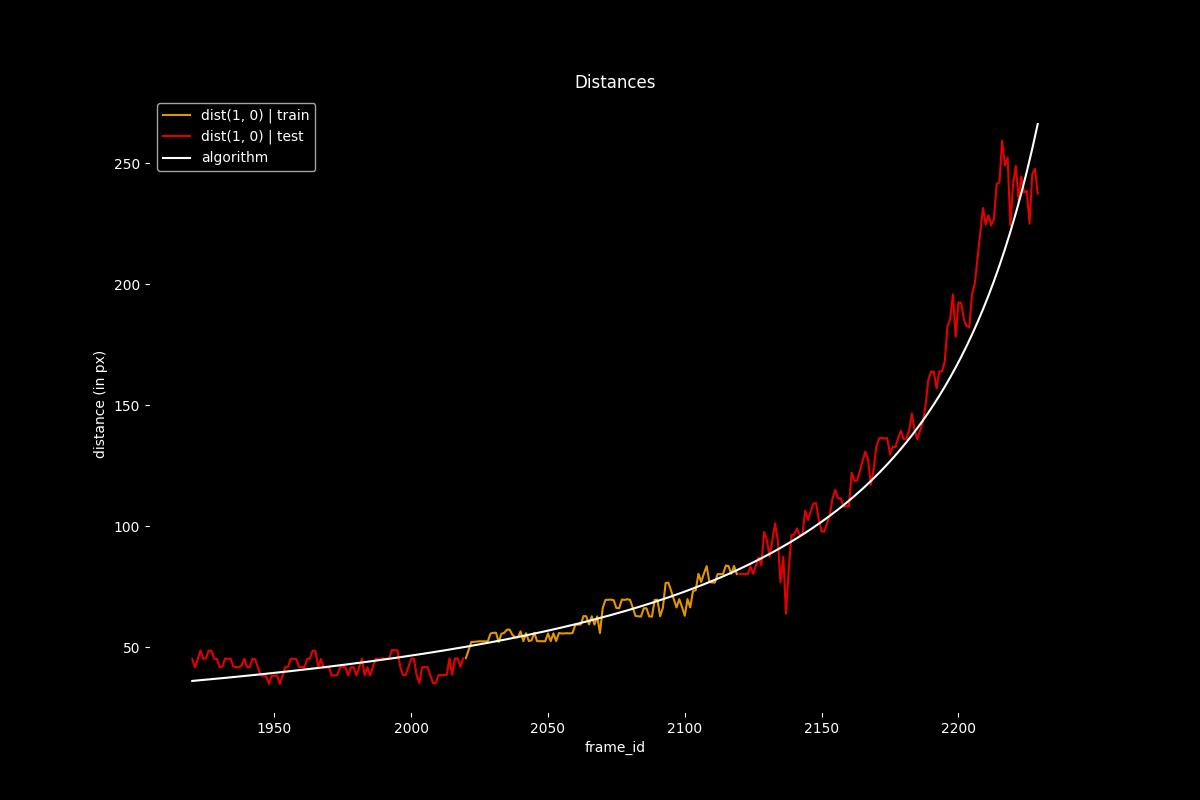 Distances
dist(1, 0) | train
dist(1, 0) | test
algorithm
250
200
150
100
50
distance (in px)
1950
2000
2050
2100
2150
2200
frame_id